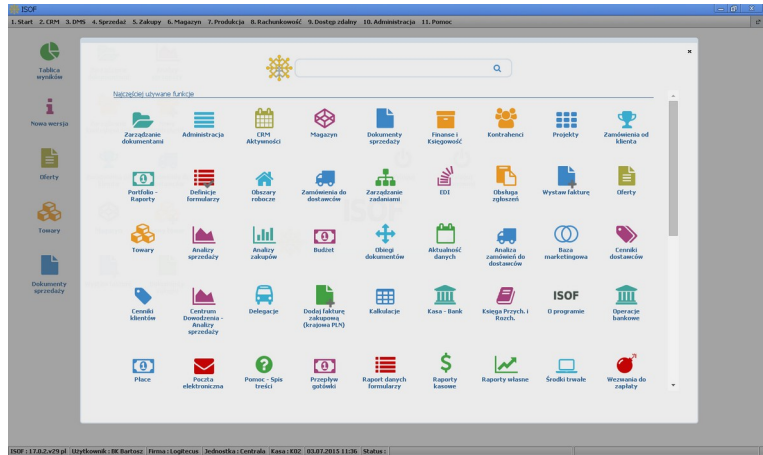 ISOF
1. Start 2. CRM 3. DMS 4. Sprzedaż 5. Zakupy 6. Magazyn 7. Produkcja 8. Rachunkowość 9. Dostęp zdalny 10. Administracja 11. Pomoc
Tablica
wyników
Nowa wersja
Oferty
Towary
Dokumenty
sprzedaży
Najczęściej używane funkcje
Zarządzanie
dokumentami
Administracja
CRM
Aktywności
Magazyn
Dokumenty
sprzedaży
Finanse i
Księgowość
Kontrahenci
Projekty
Zamówienia od
klienta
Portfolio -
Raporty
Definicje
formularzy
Obszary
robocze
Zamówienia do
dostawców
Zarządzanie
zadaniami
EDI
Obsługa
zgłoszeń
Wystaw fakturę
Oferty
Towary
Analizy
sprzedaży
Analizy
zakupów
Budżet
Obiegi
dokumentów
Aktualność
danych
Analiza
zamówień do
dostawców
Baza
marketingowa
Cenniki
dostawców
Cenniki
klientów
Centrum
Dowodzenia -
Analizy
sprzedaży
Delegacje
Dodaj fakturę
zakupową
(krajowa PLN)
Kalkulacje
Kasa - Bank
Księga Przych. i
Rozch.
ISOF
O programie
Operacje
bankowe
Płace
Poczta
elektroniczna
Pomoc - Spis
treści
Przepływ
gotówki
Raport danych
formularzy
Raporty
kasowe
Raporty własne
Środki trwałe
Wezwania do
zapłaty
ISOF : 17.0.2.v29 pl Użytkownik : BK Bartosz Firma : Logitecus Jednostka : Centrala Kasa : K02 03.07.2015 11:36 Status :